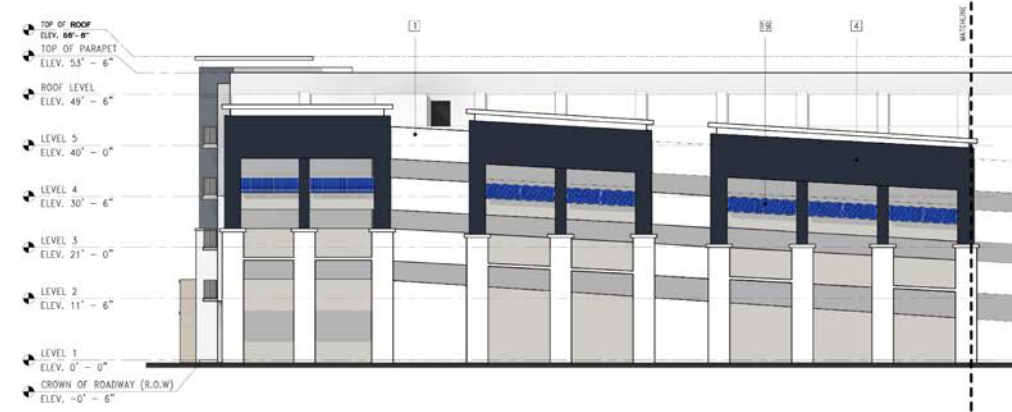 TOP OF ROOF
ELEV. 56'- 6"
TOP OF PARAPET
ELEV. 53' - 6"
ROOF LEVEL
ELEV. 49' - 6"
LEVEL 5
ELEV. 40' - 0"
LEVEL 4
ELEV. 30' - 6"
LEVEL 3
ELEV. 21' - 0"
LEVEL 2
ELEV. 11' - 6"
LEVEL 1
ELEV. 0' - 0"
CROWN OF ROADWAY (R.O.W)
ELEV. -0' - 6"
1
19
4
MATCHLINE